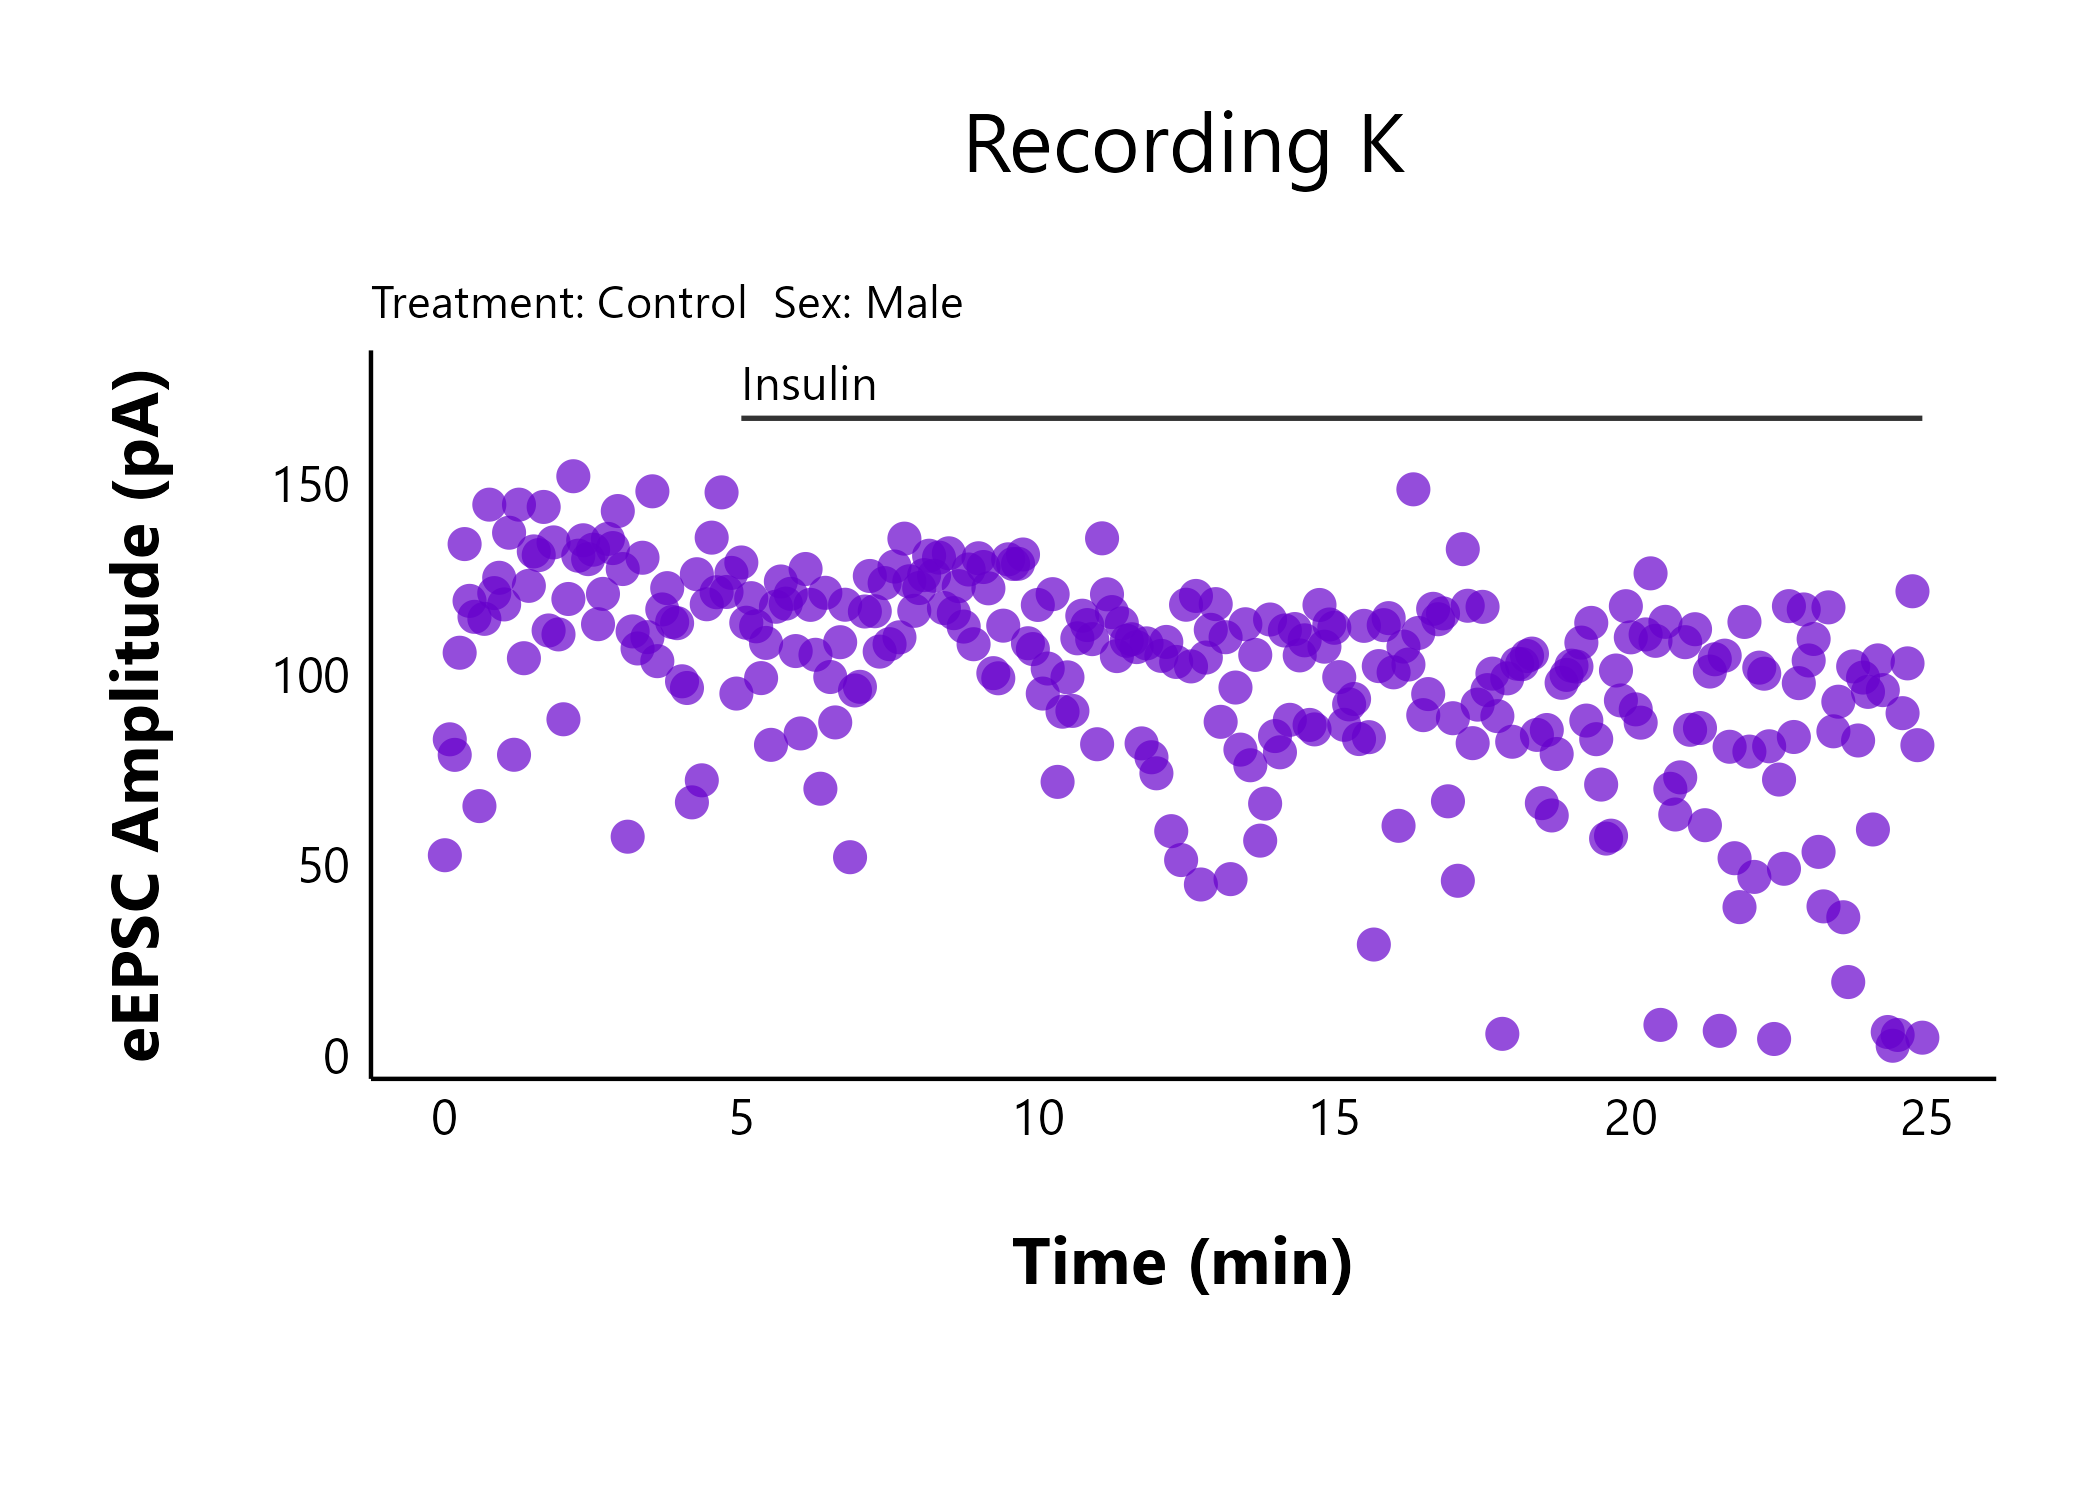 Recording K
Treatment: Control  Sex: Male
Insulin
eEPSC Amplitude (pA)
150
100
50
0
0 5 10 15 20 25
Time (min)